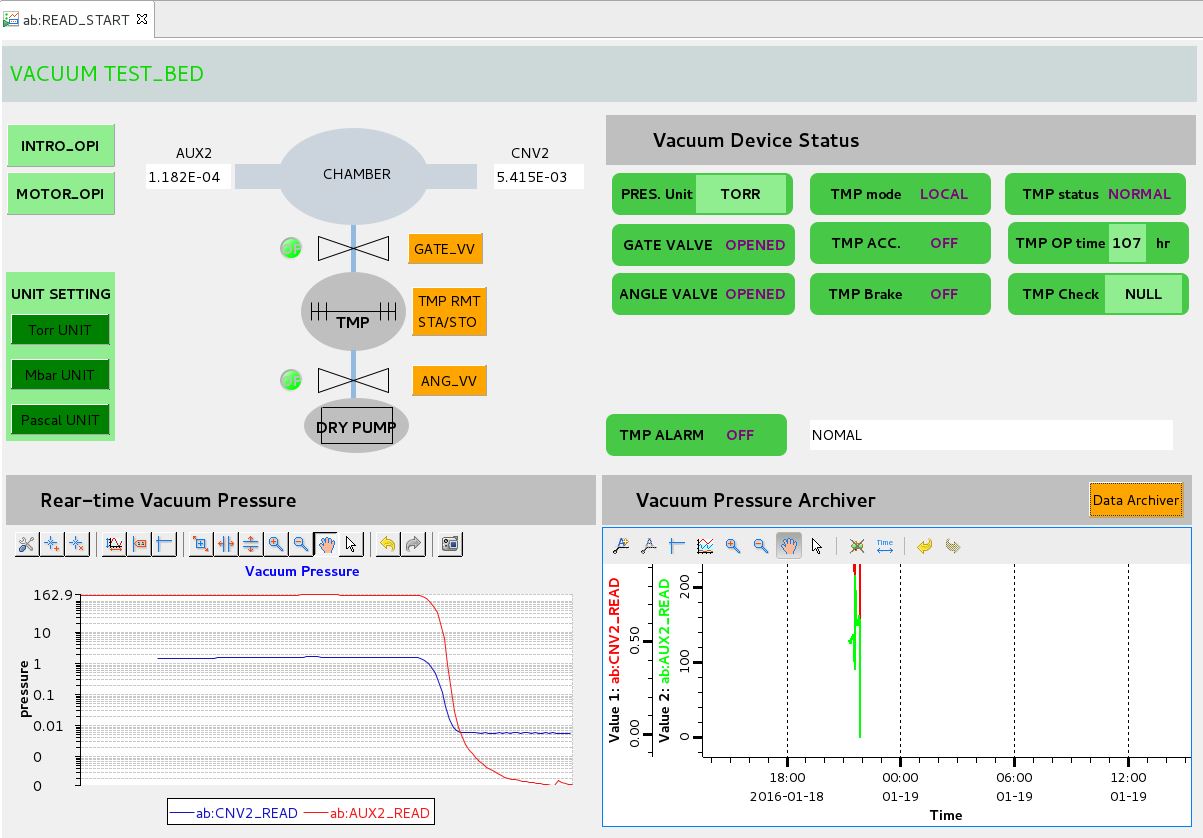 ab:READ_START
VACUUM TEST_BED
INTRO_OPI
MOTOR_OPI
AUX2
1.182E-04
CHAMBER
CNV2
5.415E-03
GATE_VV
TMP RMT
STA/STO
TMP
ANG_VV
DRY PUMP
UNIT SETTING
Torr UNIT
Mbar UNIT
Pascal UNIT
Vacuum Device Status
PRES. Unit TORR
TMP mode LOCAL
TMP status NORMAL
GATE VALVE OPENED
TMP ACC. OFF
TMP OP time 107 hr
ANGLE VALVE OPENED
TMP Brake OFF
TMP Check NULL
TMP ALARM OFF
NOMAL
Rear-time Vacuum Pressure
Vacuum Pressure
pressure
162.9
10
1
0.1
0.01
0
0
ab:CNV2_READ
ab:AUX2_READ
Vacuum Pressure Archiver
Data Archiver
Time
Value 1: ab:CNV2_READ
0.50
0.00
Value 2: ab:AUX2_READ
200
100
0
18:00 00:00 06:00 12:00
2016-01-18 01-19 01-19 01-19
Time